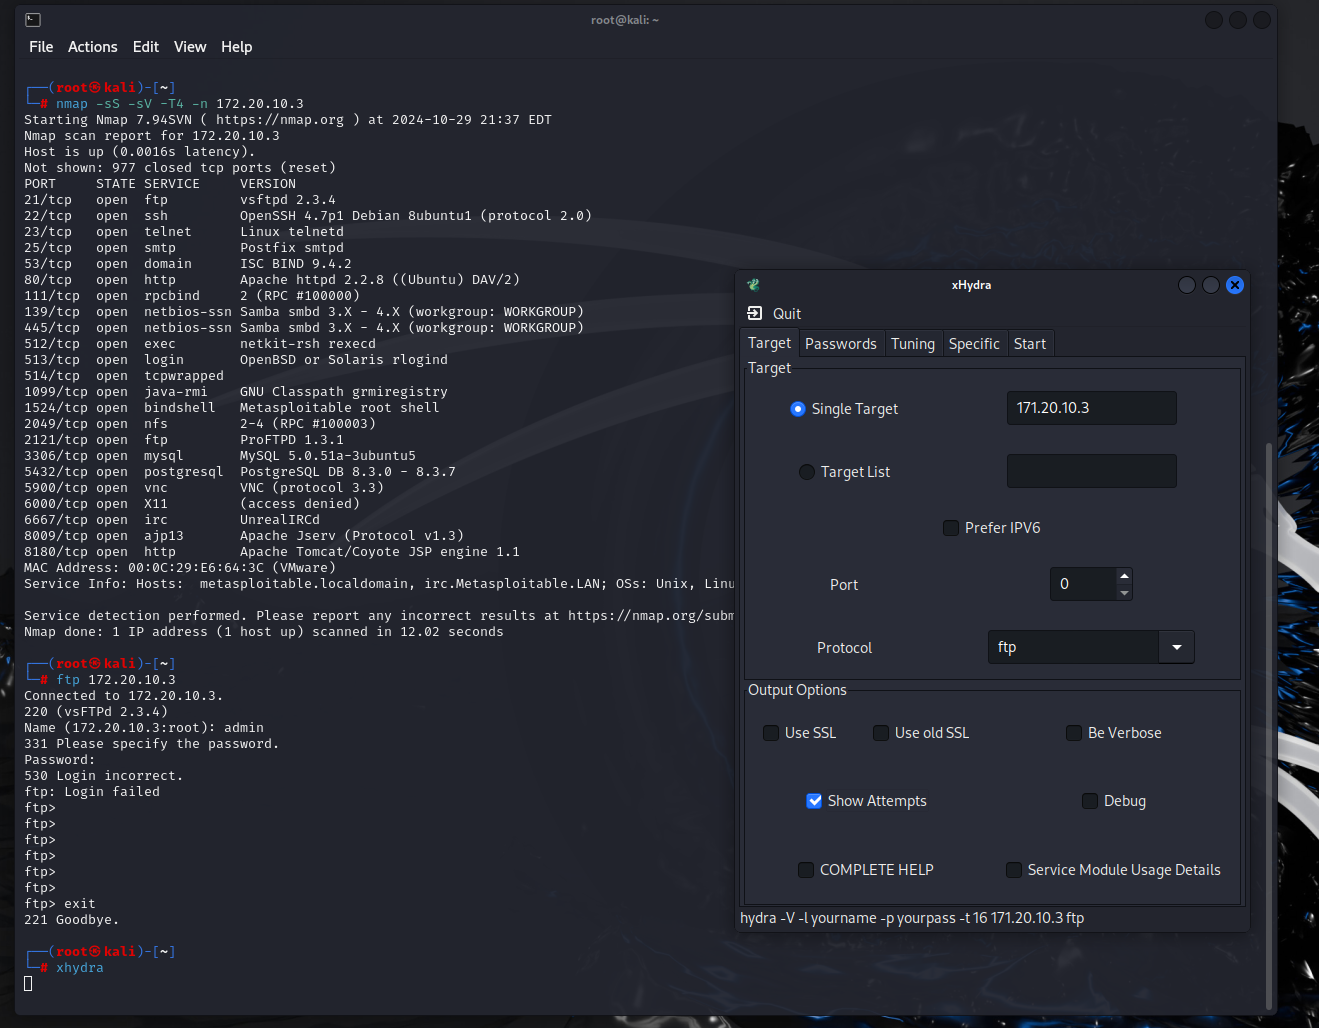 root@kali: ~
File Actions Edit View Help
┌──(root㉿kali)-[~]
└─# nmap -sS -sV -T4 -n 172.20.10.3
Starting Nmap 7.94SVN ( https://nmap.org ) at 2024-10-29 21:37 EDT
Nmap scan report for 172.20.10.3
Host is up (0.0016s latency).
Not shown: 977 closed tcp ports (reset)
PORT     STATE SERVICE     VERSION
21/tcp   open  ftp         vsftpd 2.3.4
22/tcp   open  ssh         OpenSSH 4.7p1 Debian 8ubuntu1 (protocol 2.0)
23/tcp   open  telnet      Linux telnetd
25/tcp   open  smtp        Postfix smtpd
53/tcp   open  domain      ISC BIND 9.4.2
80/tcp   open  http        Apache httpd 2.2.8 ((Ubuntu) DAV/2)
111/tcp  open  rpcbind     2 (RPC #100000)
139/tcp  open  netbios-ssn Samba smbd 3.X - 4.X (workgroup: WORKGROUP)
445/tcp  open  netbios-ssn Samba smbd 3.X - 4.X (workgroup: WORKGROUP)
512/tcp  open  exec        netkit-rsh rexecd
513/tcp  open  login       OpenBSD or Solaris rlogind
514/tcp  open  tcpwrapped
1099/tcp open  java-rmi    GNU Classpath grmiregistry
1524/tcp open  bindshell   Metasploitable root shell
2049/tcp open  nfs         2-4 (RPC #100003)
2121/tcp open  ftp         ProFTPD 1.3.1
3306/tcp open  mysql       MySQL 5.0.51a-3ubuntu5
5432/tcp open  postgresql  PostgreSQL DB 8.3.0 - 8.3.7
5900/tcp open  vnc         VNC (protocol 3.3)
6000/tcp open  X11         (access denied)
6667/tcp open  irc         UnrealIRCd
8009/tcp open  ajp13       Apache Jserv (Protocol v1.3)
8180/tcp open  http        Apache Tomcat/Coyote JSP engine 1.1
MAC Address: 00:0C:29:E6:64:3C (VMware)
Service Info: Hosts:  metasploitable.localdomain, irc.Metasploitable.LAN; OSs: Unix, Linu
Service detection performed. Please report any incorrect results at https://nmap.org/subm
Nmap done: 1 IP address (1 host up) scanned in 12.02 seconds
┌──(root㉿kali)-[~]
└─# ftp 172.20.10.3
Connected to 172.20.10.3.
220 (vsFTPd 2.3.4)
Name (172.20.10.3:root): admin
331 Please specify the password.
Password:
530 Login incorrect.
ftp: Login failed
ftp>
ftp>
ftp>
ftp>
ftp>
ftp>
ftp> exit
221 Goodbye.
┌──(root㉿kali)-[~]
└─# xhydra
xHydra
Quit
Target Passwords Tuning Specific Start
Target
Single Target 171.20.10.3
Target List
Prefer IPV6
Port 0
Protocol ftp
Output Options
Use SSL Use old SSL Be Verbose
Show Attempts Debug
COMPLETE HELP Service Module Usage Details
hydra -V -l yourname -p yourpass -t 16 171.20.10.3 ftp